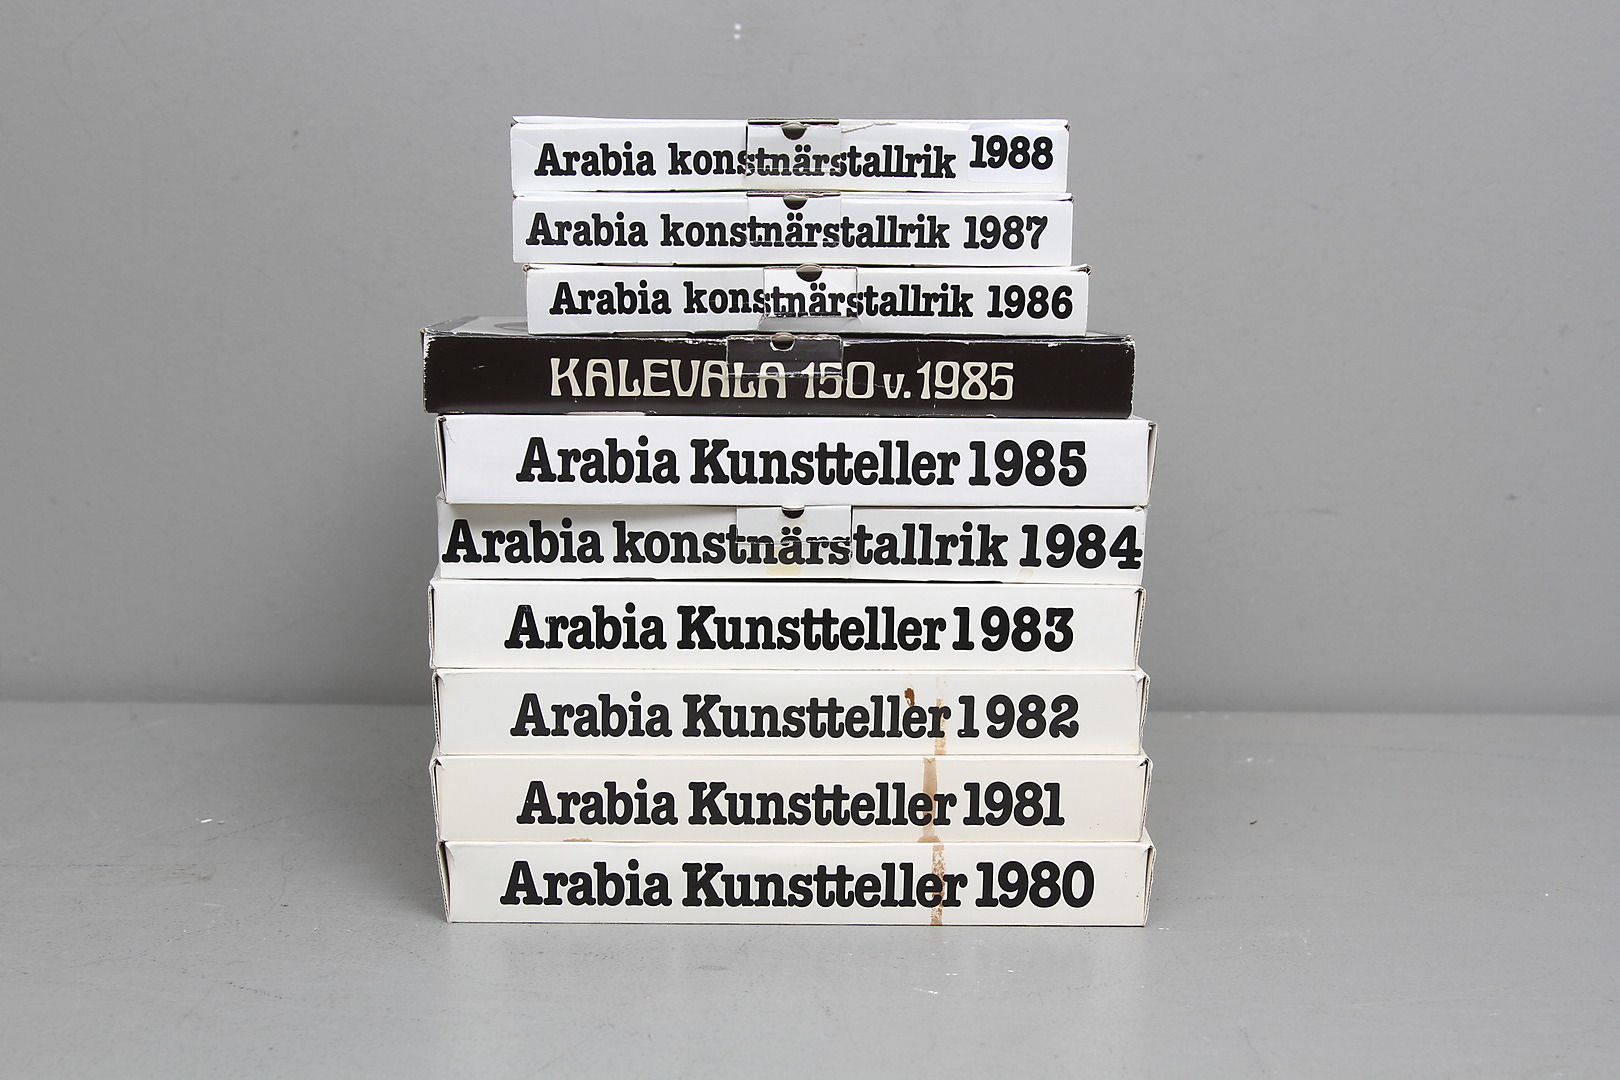 Arabia konstnärstallrik 1988
Arabia konstnärstallrik 1987
Arabia konstnärstallrik 1986
KALEVALA 150 v. 1985
Arabia Kunstteller 1985
Arabia konstnärstallrik 1984
Arabia Kunstteller 1983
Arabia Kunstteller 1982
Arabia Kunstteller 1981
Arabia Kunstteller 1980